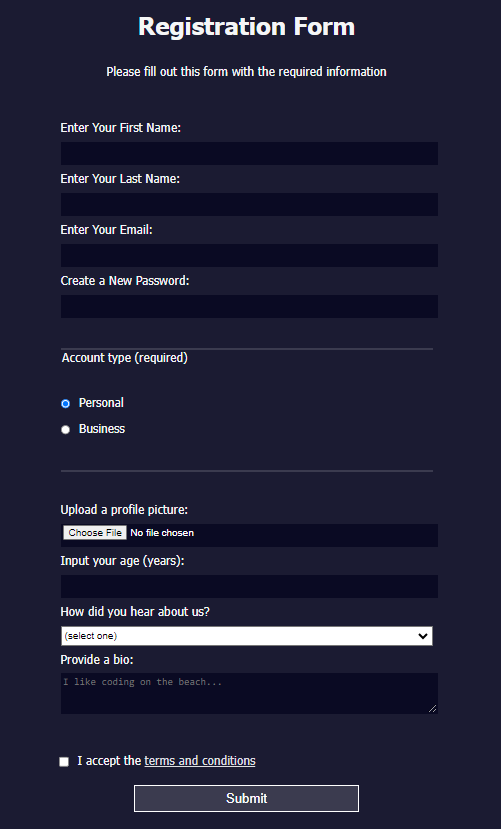 Registration Form
Please fill out this form with the required information
Enter Your First Name:
Enter Your Last Name:
Enter Your Email:
Create a New Password:
Account type (required)
Personal
Business
Upload a profile picture:
Choose File No file chosen
Input your age (years):
How did you hear about us?
(select one)
Provide a bio:
I like coding on the beach...
I accept the terms and conditions
Submit